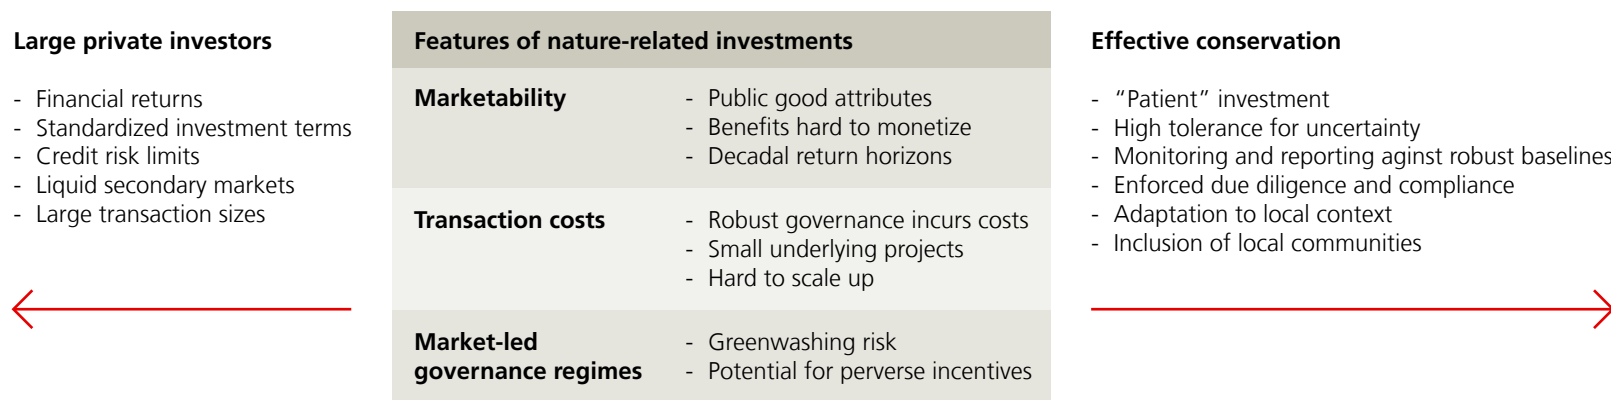 Large private investors
- Financial returns
- Standardized investment terms
- Credit risk limits
- Liquid secondary markets
- Large transaction sizes
Features of nature-related investments
Marketability
- Public good attributes
- Benefits hard to monetize
- Decadal return horizons
Transaction costs
- Robust governance incurs costs
- Small underlying projects
- Hard to scale up
Market-led
governance regimes
- Greenwashing risk
- Potential for perverse incentives
Effective conservation
- “Patient” investment
- High tolerance for uncertainty
- Monitoring and reporting aginst robust baselines
- Enforced due diligence and compliance
- Adaptation to local context
- Inclusion of local communities